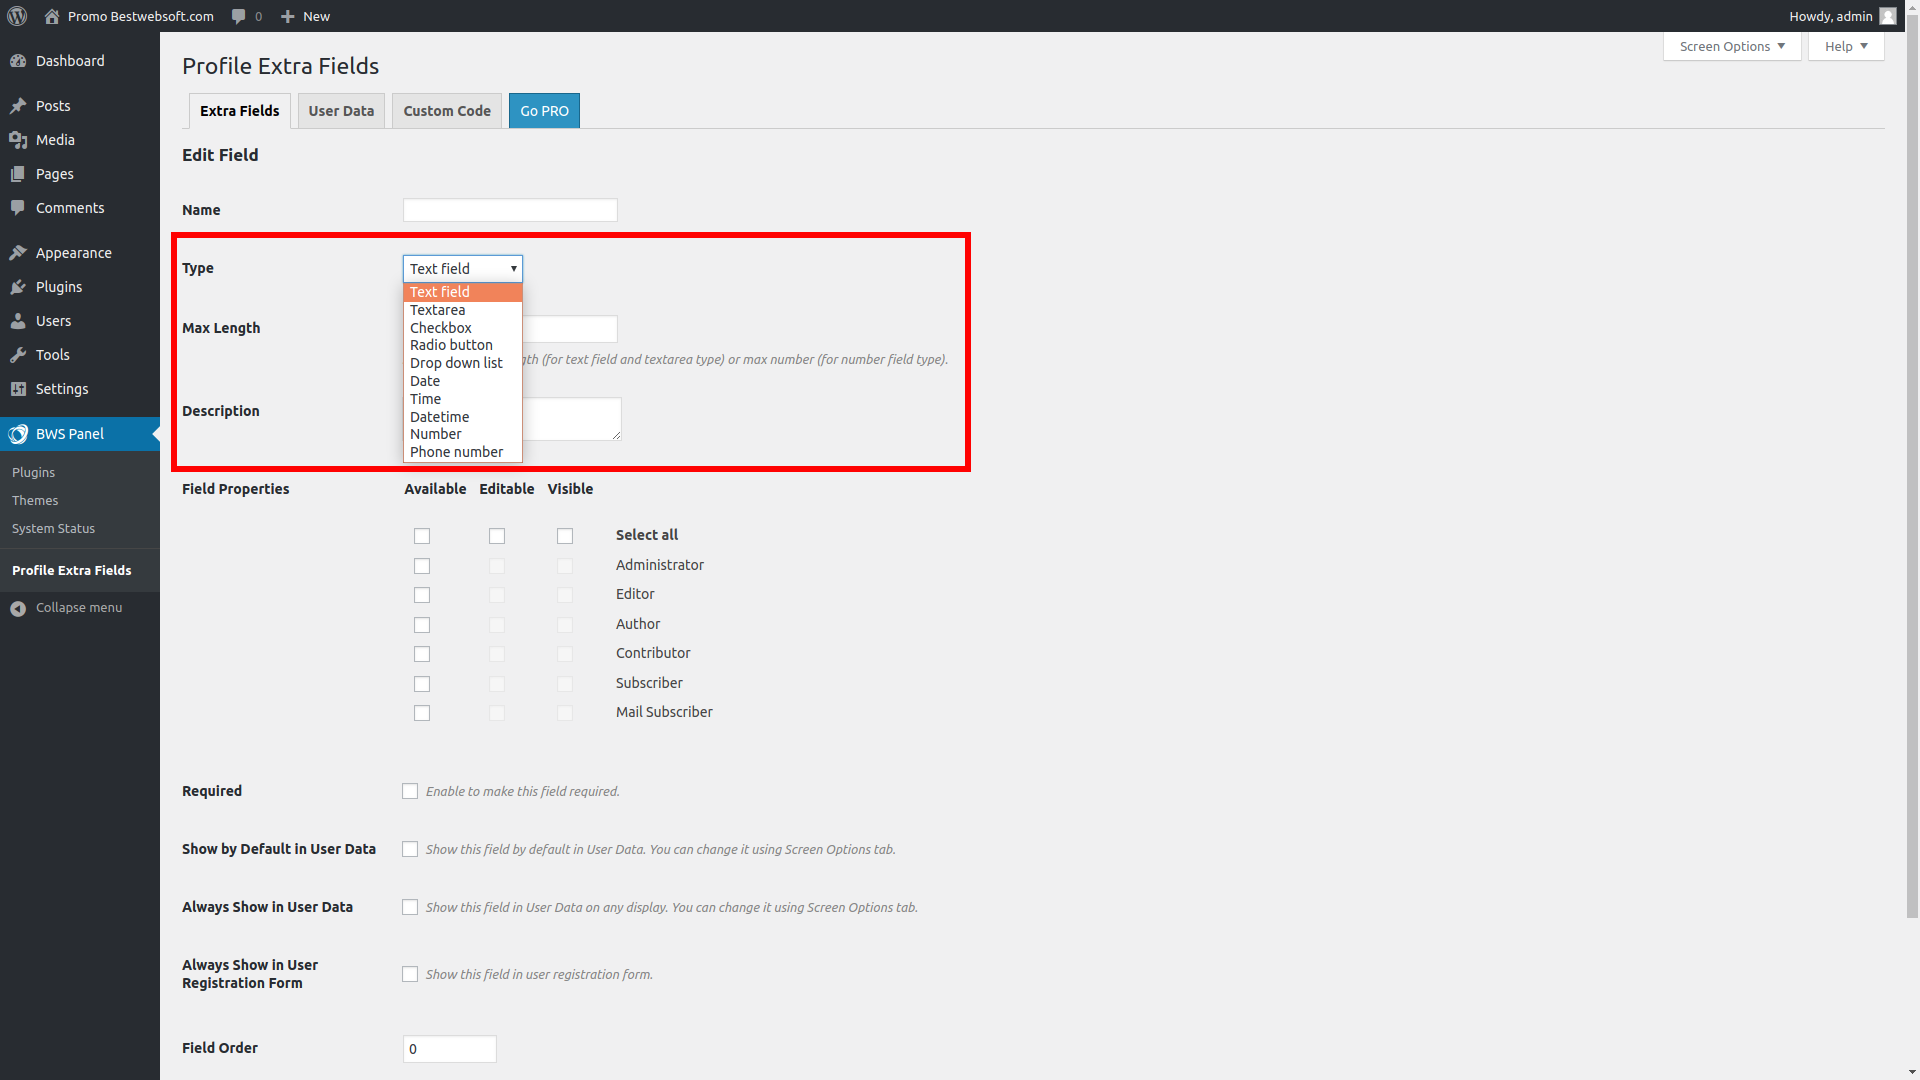 Promo Bestwebsoft.com 0 New Howdy, admin
Screen Options Help
Dashboard
Posts
Media
Pages
Comments
Appearance
Plugins
Users
Tools
Settings
BWS Panel
Plugins
Themes
System Status
Profile Extra Fields
Collapse menu
Profile Extra Fields
Extra Fields User Data Custom Code Go PRO
Edit Field
Name
Type Text field
Text field
Textarea
Checkbox
Radio button
Drop down list
Date
Time
Datetime
Number
Phone number
Max Length
(for text field and textarea type) or max number (for number field type).
Description
Field Properties Available Editable Visible
Select all
Administrator
Editor
Author
Contributor
Subscriber
Mail Subscriber
Required Enable to make this field required.
Show by Default in User Data Show this field by default in User Data. You can change it using Screen Options tab.
Always Show in User Data Show this field in User Data on any display. You can change it using Screen Options tab.
Always Show in User
Registration Form Show this field in user registration form.
Field Order 0